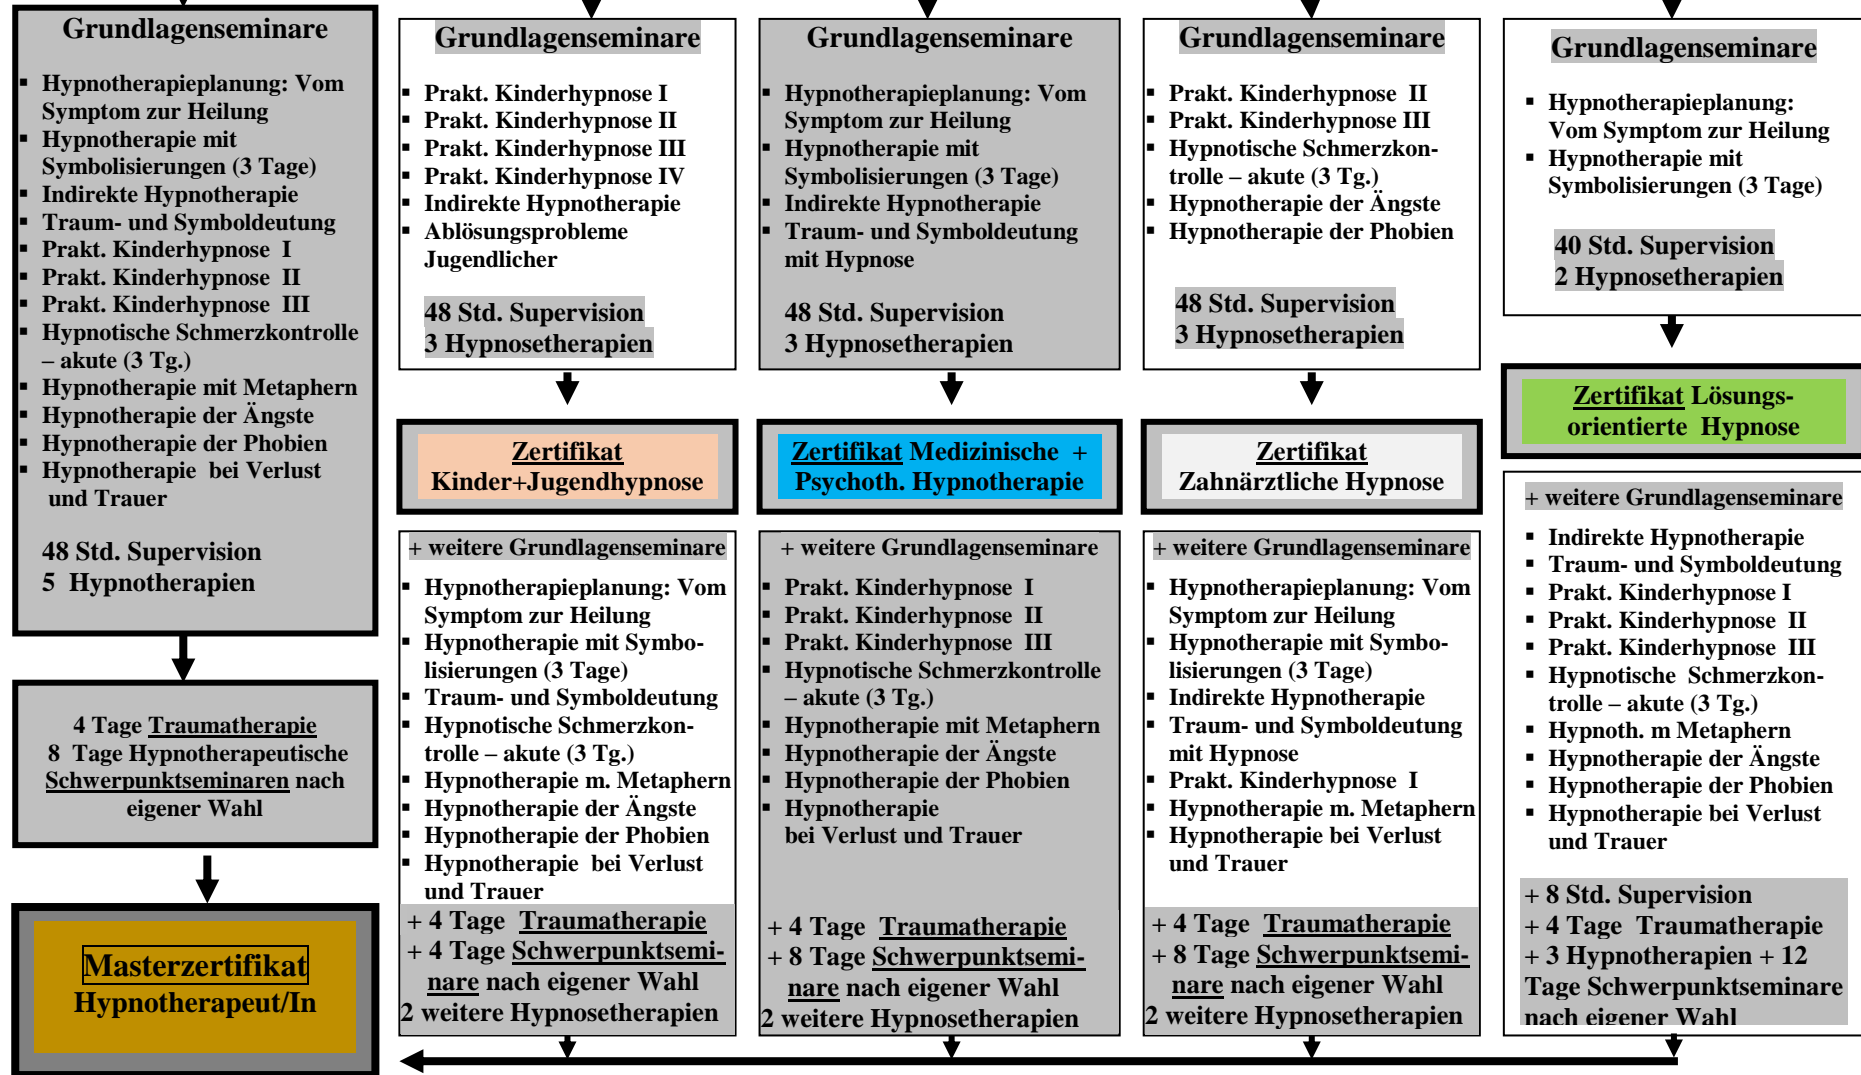 Grundlagenseminare
▪ Hypnotherapieplanung: Vom
Symptom zur Heilung
▪ Hypnotherapie mit
Symbolisierungen (3 Tage)
▪ Indirekte Hypnotherapie
▪ Traum- und Symboldeutung
▪ Prakt. Kinderhypnose I
▪ Prakt. Kinderhypnose II
▪ Prakt. Kinderhypnose III
▪ Hypnotische Schmerzkontrolle
– akute (3 Tg.)
▪ Hypnotherapie mit Metaphern
▪ Hypnotherapie der Ängste
▪ Hypnotherapie der Phobien
▪ Hypnotherapie bei Verlust
und Trauer
48 Std. Supervision
5 Hypnotherapien
4 Tage Traumatherapie
8 Tage Hypnotherapeutische
Schwerpunktseminaren nach
eigener Wahl
Masterzertifikat
Hypnotherapeut/In
Grundlagenseminare
▪ Prakt. Kinderhypnose I
▪ Prakt. Kinderhypnose II
▪ Prakt. Kinderhypnose III
▪ Prakt. Kinderhypnose IV
▪ Indirekte Hypnotherapie
▪ Ablösungsprobleme
Jugendlicher
48 Std. Supervision
3 Hypnosetherapien
Zertifikat
Kinder+Jugendhypnose
+ weitere Grundlagenseminare
▪ Hypnotherapieplanung: Vom
Symptom zur Heilung
▪ Hypnotherapie mit Symbo-
lisierungen (3 Tage)
▪ Traum- und Symboldeutung
▪ Hypnotische Schmerzkon-
trolle – akute (3 Tg.)
▪ Hypnotherapie m. Metaphern
▪ Hypnotherapie der Ängste
▪ Hypnotherapie der Phobien
▪ Hypnotherapie bei Verlust
und Trauer
+ 4 Tage Traumatherapie
+ 4 Tage Schwerpunktsemi-
nare nach eigener Wahl
2 weitere Hypnosetherapien
Grundlagenseminare
▪ Hypnotherapieplanung: Vom
Symptom zur Heilung
▪ Hypnotherapie mit
Symbolisierungen (3 Tage)
▪ Indirekte Hypnotherapie
▪ Traum- und Symboldeutung
mit Hypnose
48 Std. Supervision
3 Hypnosetherapien
Zertifikat Medizinische +
Psychoth. Hypnotherapie
+ weitere Grundlagenseminare
▪ Prakt. Kinderhypnose I
▪ Prakt. Kinderhypnose II
▪ Prakt. Kinderhypnose III
▪ Hypnotische Schmerzkontrolle
– akute (3 Tg.)
▪ Hypnotherapie mit Metaphern
▪ Hypnotherapie der Ängste
▪ Hypnotherapie der Phobien
▪ Hypnotherapie
bei Verlust und Trauer
+ 4 Tage Traumatherapie
+ 8 Tage Schwerpunktsemi-
nare nach eigener Wahl
2 weitere Hypnosetherapien
Grundlagenseminare
▪ Prakt. Kinderhypnose II
▪ Prakt. Kinderhypnose III
▪ Hypnotische Schmerzkon-
trolle – akute (3 Tg.)
▪ Hypnotherapie der Ängste
▪ Hypnotherapie der Phobien
48 Std. Supervision
3 Hypnosetherapien
Zertifikat
Zahnärztliche Hypnose
+ weitere Grundlagenseminare
▪ Hypnotherapieplanung: Vom
Symptom zur Heilung
▪ Hypnotherapie mit Symbo-
lisierungen (3 Tage)
▪ Indirekte Hypnotherapie
▪ Traum- und Symboldeutung
mit Hypnose
▪ Prakt. Kinderhypnose I
▪ Hypnotherapie m. Metaphern
▪ Hypnotherapie bei Verlust
und Trauer
+ 4 Tage Traumatherapie
+ 8 Tage Schwerpunktsemi-
nare nach eigener Wahl
2 weitere Hypnosetherapien
Grundlagenseminare
▪ Hypnotherapieplanung:
Vom Symptom zur Heilung
▪ Hypnotherapie mit
Symbolisierungen (3 Tage)
40 Std. Supervision
2 Hypnosetherapien
Zertifikat Lösungs-
orientierte Hypnose
+ weitere Grundlagenseminare
▪ Indirekte Hypnotherapie
▪ Traum- und Symboldeutung
▪ Prakt. Kinderhypnose I
▪ Prakt. Kinderhypnose II
▪ Prakt. Kinderhypnose III
▪ Hypnotische Schmerzkon-
trolle – akute (3 Tg.)
▪ Hypnoth. m Metaphern
▪ Hypnotherapie der Ängste
▪ Hypnotherapie der Phobien
▪ Hypnotherapie bei Verlust
und Trauer
+ 8 Std. Supervision
+ 4 Tage Traumatherapie
+ 3 Hypnotherapien + 12
Tage Schwerpunktseminare
nach eigener Wahl